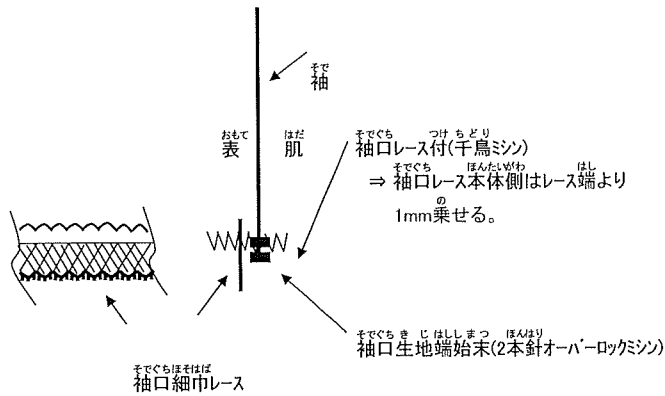 袖
表 肌
袖口レース付(千鳥ミシン)
⇒ 袖口レース本体側はレース端より
1mm乗せる。
袖口生地端始末(2本針オーバーロックミシン)
袖口細巾レース